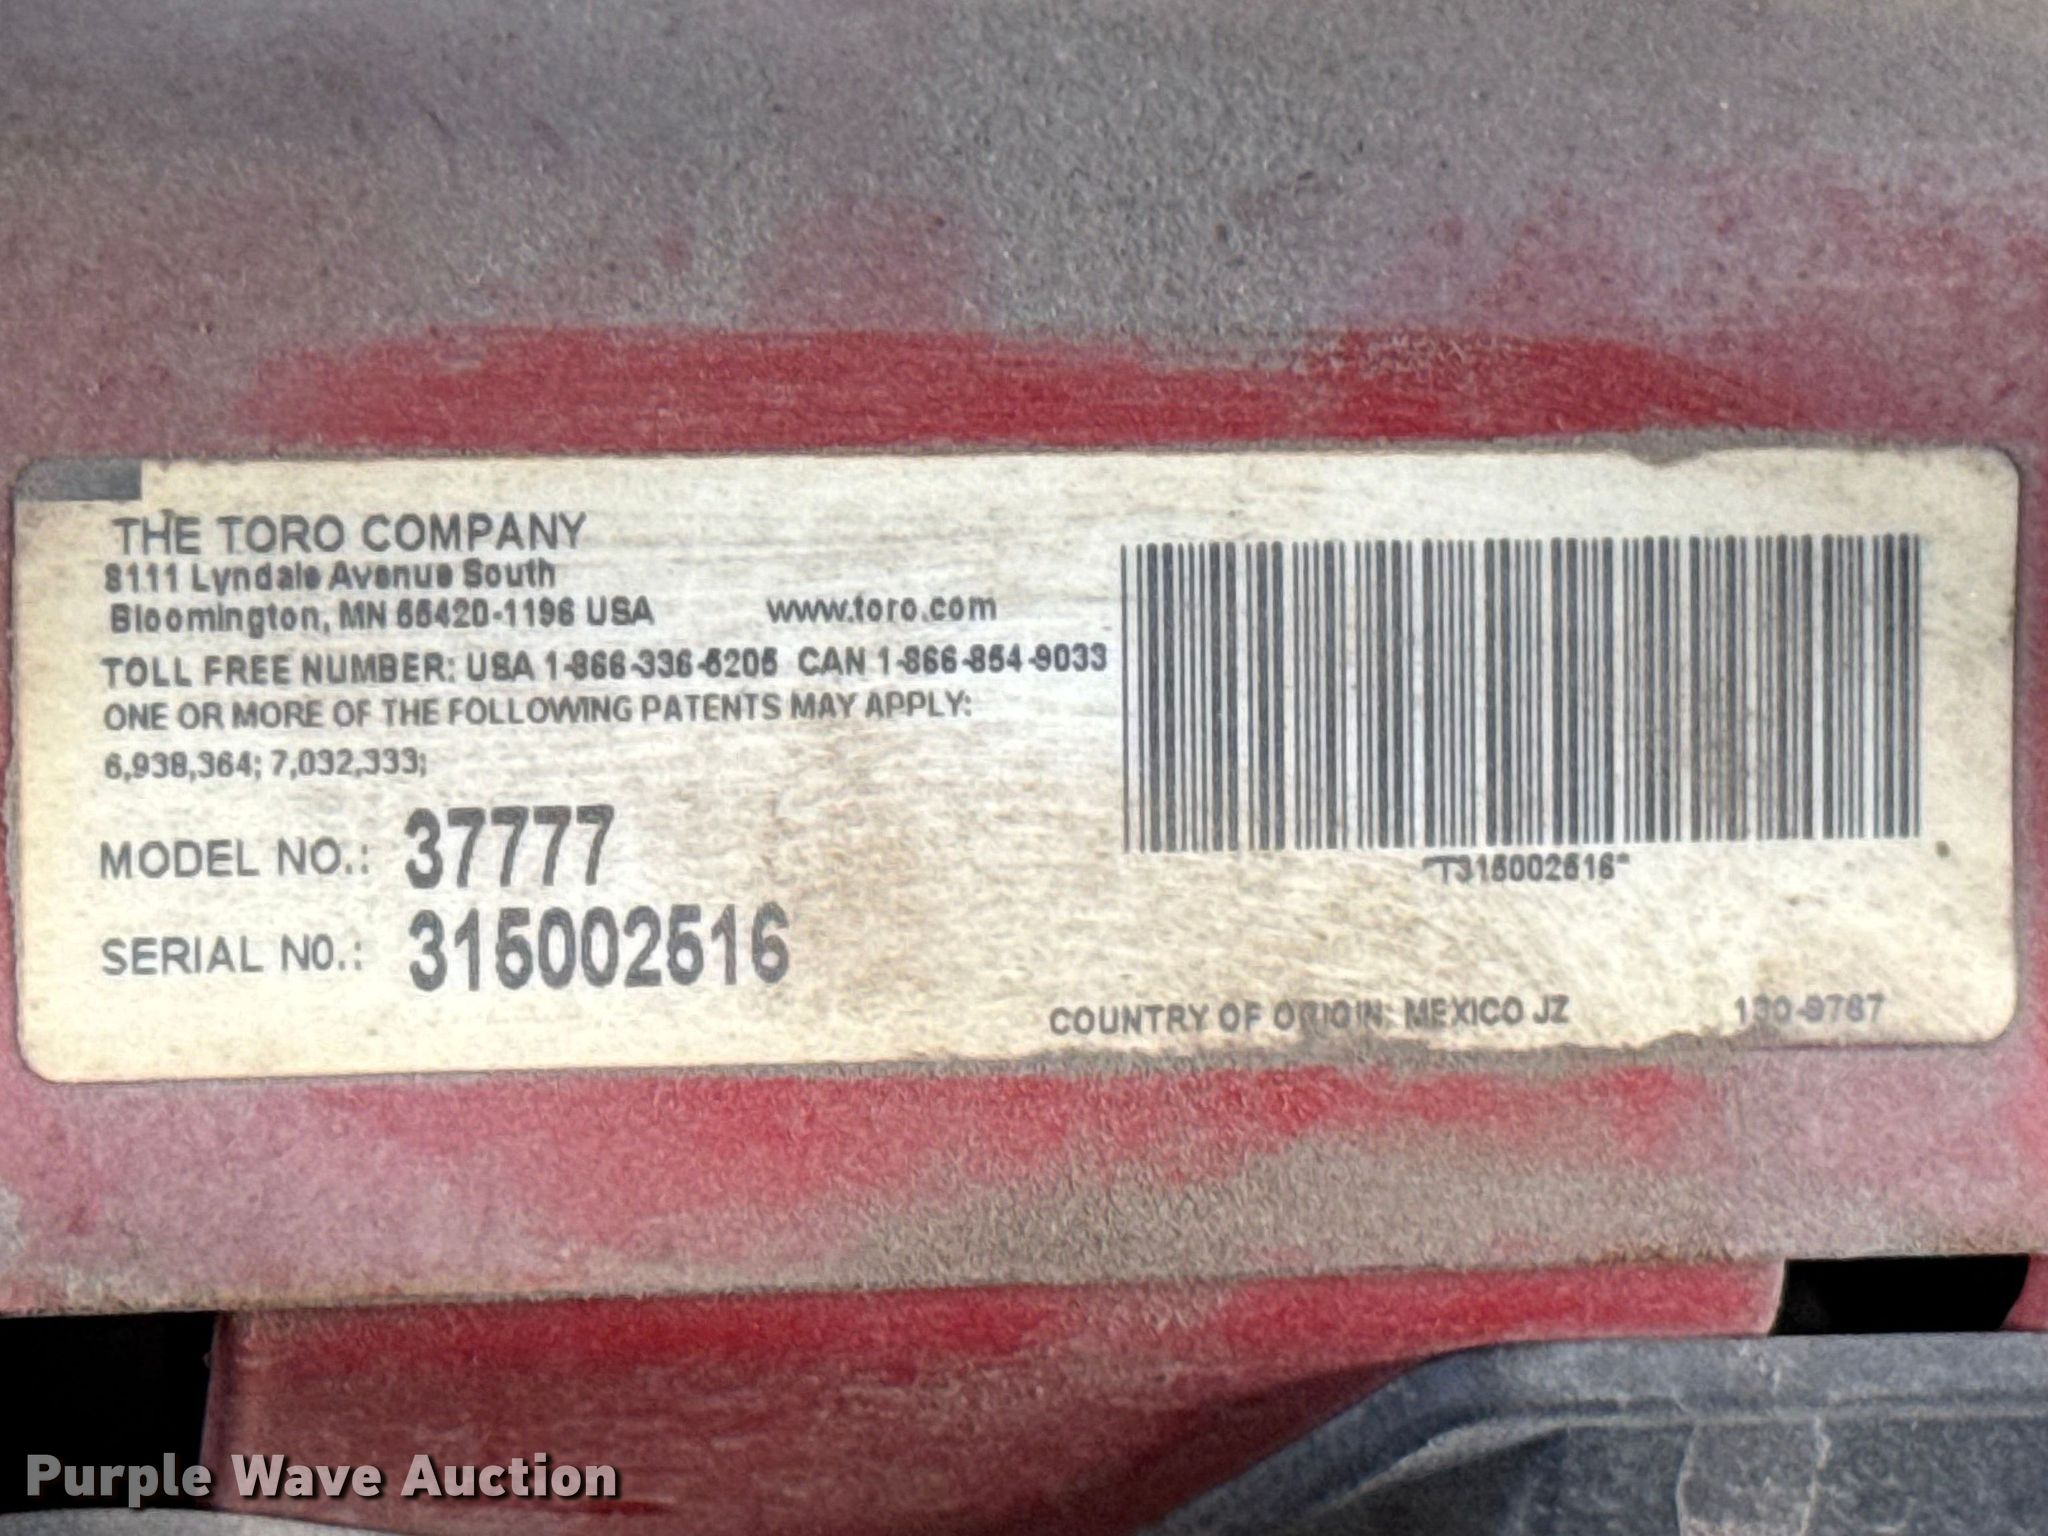 THE TORO COMPANY
8111 Lyndale Avenue South
Bloomington, MN 55420-1196 USA www.toro.com
TOLL FREE NUMBER: USA 1-866-336-5205 CAN 1-866-854-9033
ONE OR MORE OF THE FOLLOWING PATENTS MAY APPLY:
6,938,364; 7,032,333;
MODEL NO.: 37777
SERIAL NO.: 315002516
*T315002516*
COUNTRY OF ORIGIN: MEXICO JZ 130-9767
Purple Wave Auction